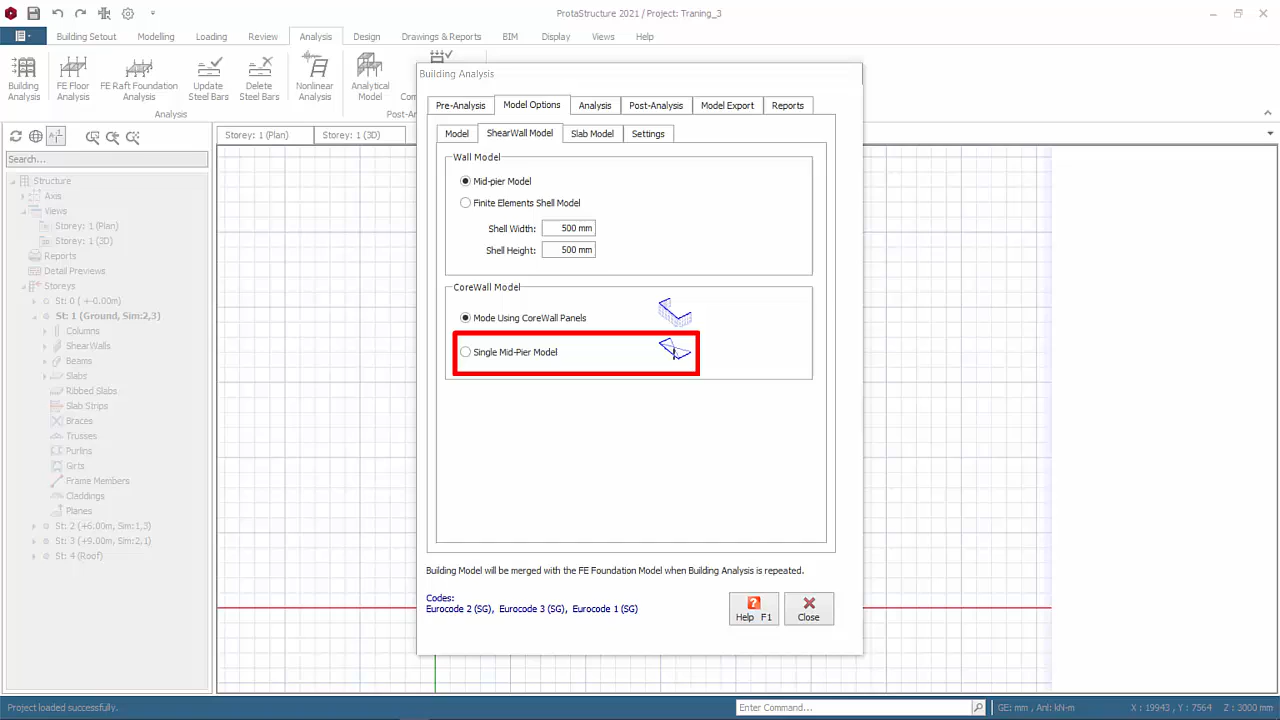 ProtaStructure 2021 / Project: Traning_3
Building Setout
Modelling
Loading
Review
Analysis
Design
Drawings & Reports
BIM
Display
Views
Help
Building Analysis
FE Floor Analysis
FE Raft Foundation Analysis
Update Steel Bars
Delete Steel Bars
Nonlinear Analysis
Analytical Model
Analysis
Storey: 1 (Plan)
Storey: 1 (3D)
Search...
Structure
Axis
Views
Storey: 1 (Plan)
Storey: 1 (3D)
Reports
Detail Previews
Storeys
St: 0 ( +-0.00m)
St: 1 (Ground, Sim:2,3)
Columns
ShearWalls
Beams
Slabs
Ribbed Slabs
Slab Strips
Braces
Trusses
Purlins
Girts
Frame Members
Claddings
Planes
St: 2 (+6.00m, Sim:1,3)
St: 3 (+9.00m, Sim:2,1)
St: 4 (Roof)
Building Analysis
Pre-Analysis
Model Options
Analysis
Post-Analysis
Model Export
Reports
Model
ShearWall Model
Slab Model
Settings
Wall Model
Mid-pier Model
Finite Elements Shell Model
Shell Width: 500 mm
Shell Height: 500 mm
CoreWall Model
Mode Using CoreWall Panels
Single Mid-Pier Model
Building Model will be merged with the FE Foundation Model when Building Analysis is repeated.
Codes:
Eurocode 2 (SG), Eurocode 3 (SG), Eurocode 1 (SG)
Help F1
Close
Project loaded successfully.
Enter Command...
GE: mm , Anl: kN-m
X : 19943 , Y : 7564
Z : 3000 mm